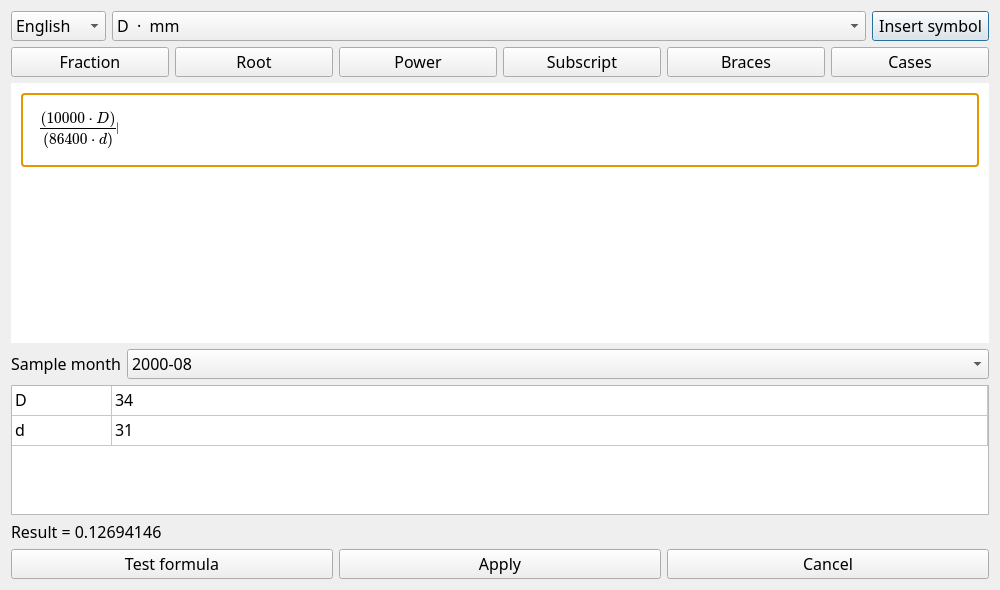 English
D · mm
Insert symbol
Fraction
Root
Power
Subscript
Braces
Cases
(10000 · D)
(86400 · d)
Sample month
2000-08
D
34
d
31
Result = 0.12694146
Test formula
Apply
Cancel